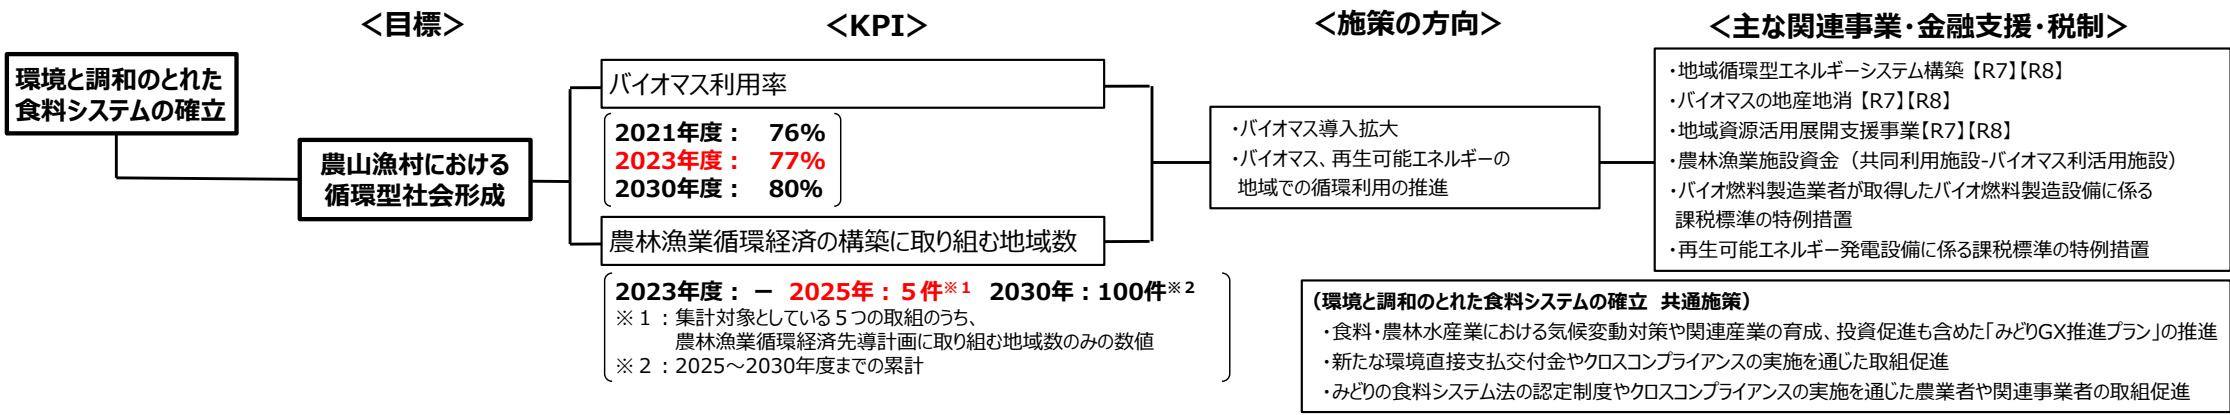 ＜目標＞
＜KPI＞
＜施策の方向＞
＜主な関連事業・金融支援・税制＞
環境と調和のとれた
食料システムの確立
農山漁村における
循環型社会形成
バイオマス利用率
2021年度： 76%
2023年度： 77%
2030年度： 80%
農林漁業循環経済の構築に取り組む地域数
2023年度：－ 2025年：５件※1 2030年：100件※2
※１：集計対象としている５つの取組のうち、
農林漁業循環経済先導計画に取り組む地域数のみの数値
※２：2025～2030年度までの累計
・バイオマス導入拡大
・バイオマス、再生可能エネルギーの
地域での循環利用の推進
・地域循環型エネルギーシステム構築【R7】【R8】
・バイオマスの地産地消【R7】【R8】
・地域資源活用展開支援事業【R7】【R8】
・農林漁業施設資金（共同利用施設-バイオマス利活用施設）
・バイオ燃料製造業者が取得したバイオ燃料製造設備に係る
課税標準の特例措置
・再生可能エネルギー発電設備に係る課税標準の特例措置
（環境と調和のとれた食料システムの確立 共通施策）
・食料・農林水産業における気候変動対策や関連産業の育成、投資促進も含めた「みどりGX推進プラン」の推進
・新たな環境直接支払交付金やクロスコンプライアンスの実施を通じた取組促進
・みどりの食料システム法の認定制度やクロスコンプライアンスの実施を通じた農業者や関連事業者の取組促進